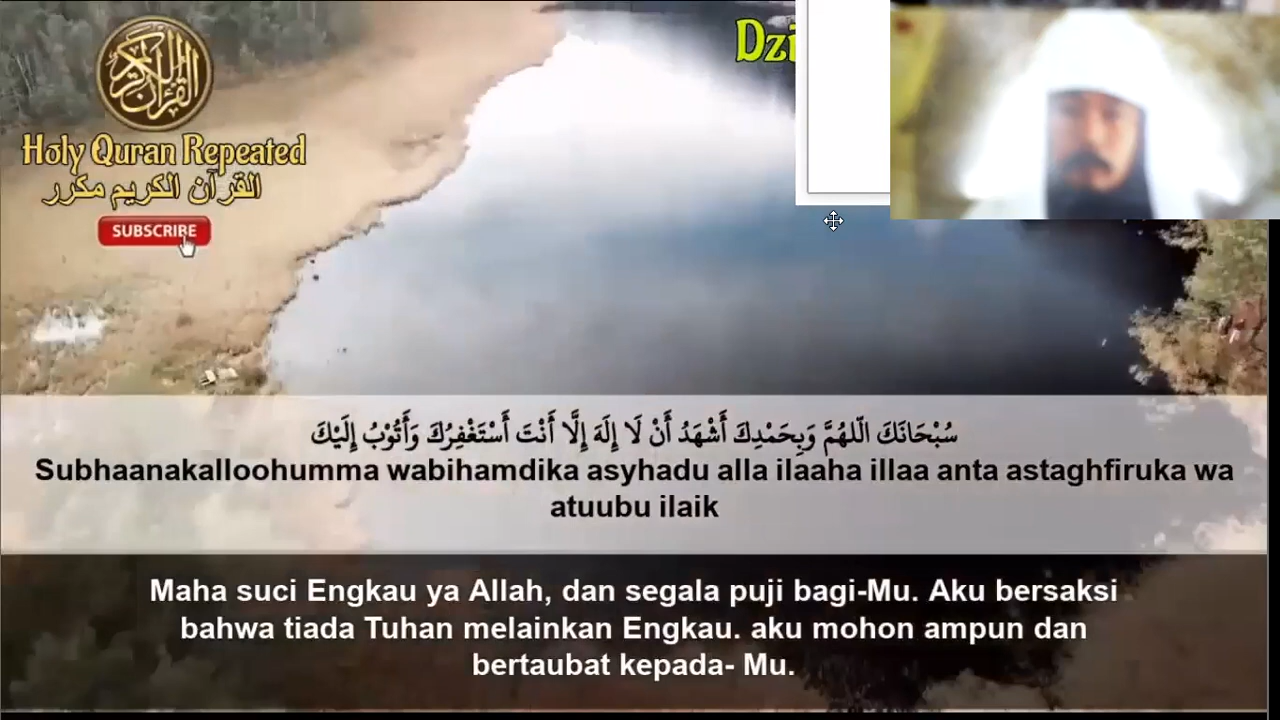 Dzi
Holy Quran Repeated
القرآن الكريم مكرر
SUBSCRIBE
سُبْحَانَكَ اللّٰهُمَّ وَبِحَمْدِكَ أَشْهَدُ أَنْ لَا إِلَهَ إِلَّا أَنْتَ أَسْتَغْفِرُكَ وَأَتُوْبُ إِلَيْكَ
Subhaanakalloohumma wabihamdika asyhadu alla ilaaha illaa anta astaghfiruka wa
atuubu ilaik
Maha suci Engkau ya Allah, dan segala puji bagi-Mu. Aku bersaksi
bahwa tiada Tuhan melainkan Engkau. aku mohon ampun dan
bertaubat kepada- Mu.